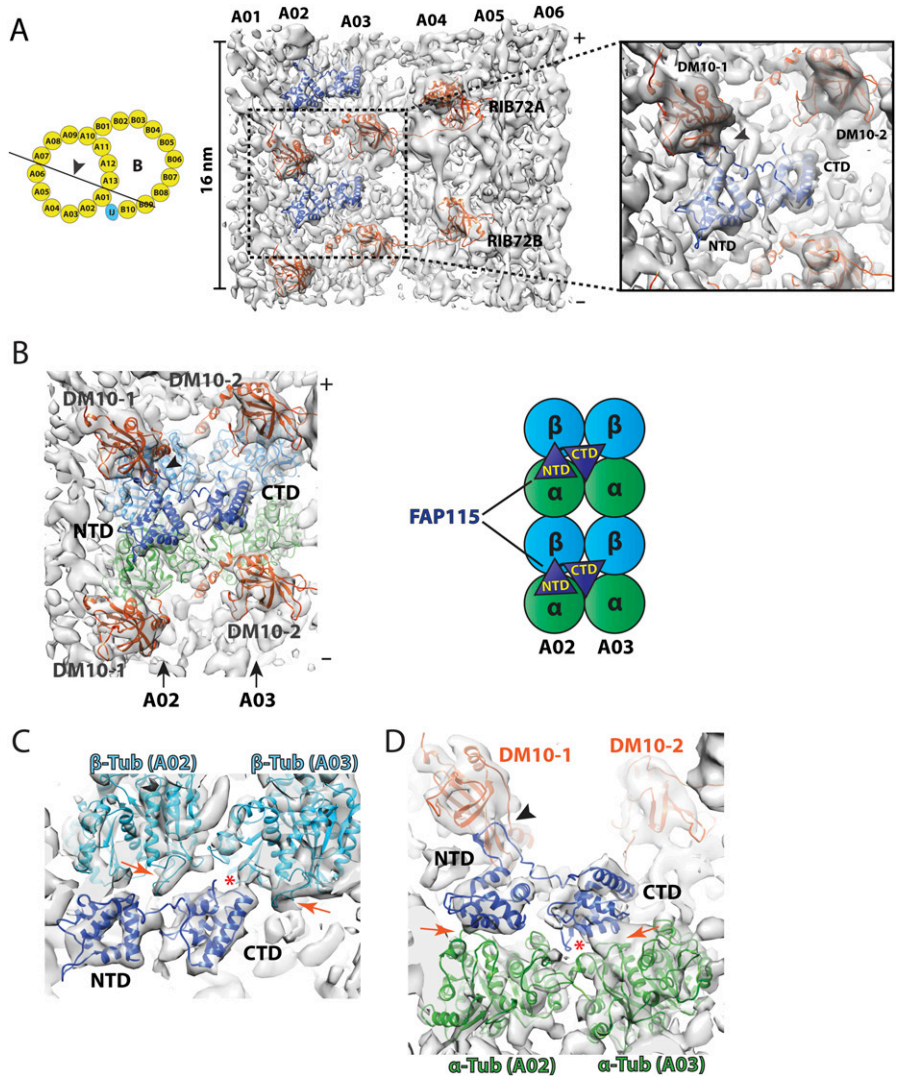 A
A01 A02 A03 A04 A05 A06
+
16 nm
–
RIB72A
RIB72B
B01 B02 B03 B04 B05 B06 B07 B08 B09 B10
A10 A09 A08 A07 A06 A05 A04 A03 A02 A01 A13 A12 A11
B
U
DM10-1
DM10-2
CTD
NTD
B
DM10-1
DM10-2
+
NTD
CTD
DM10-1
DM10-2
–
A02
A03
β β
NTD CTD
α α
FAP115
β β
NTD CTD
α α
A02 A03
C
β-Tub (A02) β-Tub (A03)
*
NTD
CTD
D
DM10-1 DM10-2
NTD
CTD
*
α-Tub (A02) α-Tub (A03)